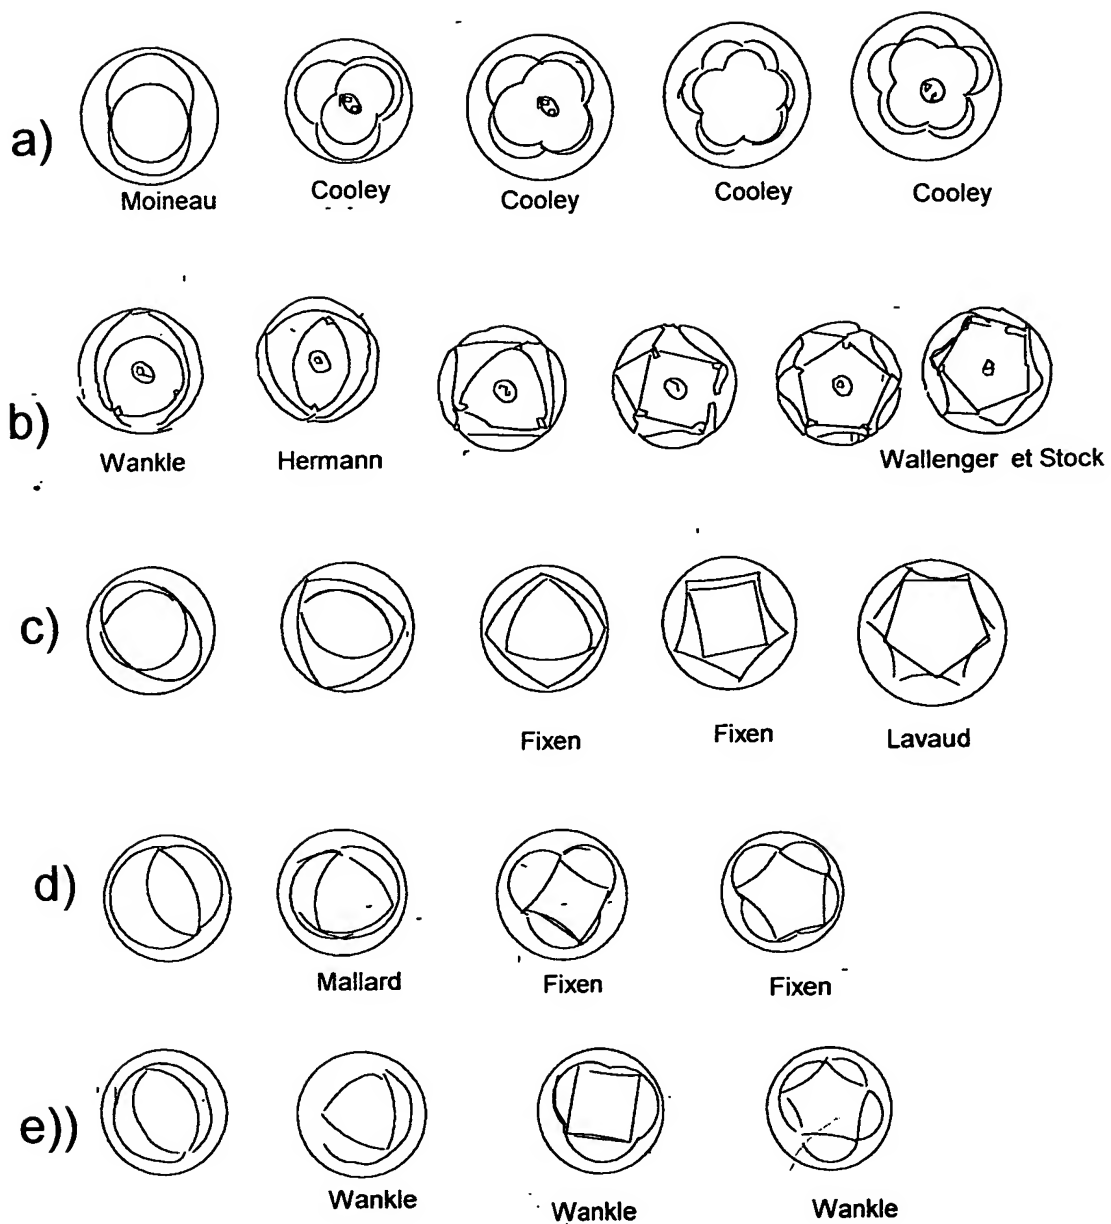 a)
Moineau Cooley Cooley Cooley Cooley
b)
Wankle Hermann Wallenger et Stock
c)
Fixen Fixen Lavaud
d)
Mallard Fixen Fixen
e))
Wankle Wankle Wankle